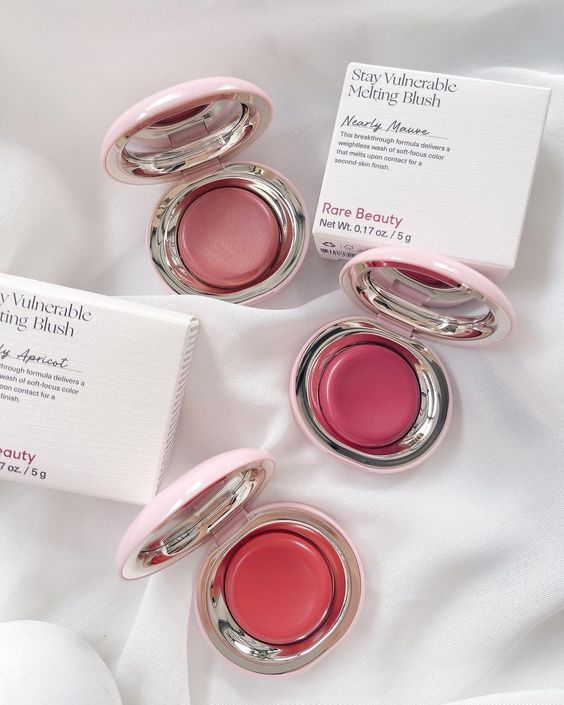 Stay Vulnerable
Melting Blush
Nearly Mauve
This breakthrough formula delivers a
weightless wash of soft-focus color
that melts upon contact for a
second-skin finish.
Rare Beauty
Net Wt. 0.17 oz. / 5 g
y Vulnerable
ting Blush
ly Apricot
through formula delivers a
wash of soft-focus color
pon contact for a
finish.
eauty
7 oz. / 5 g